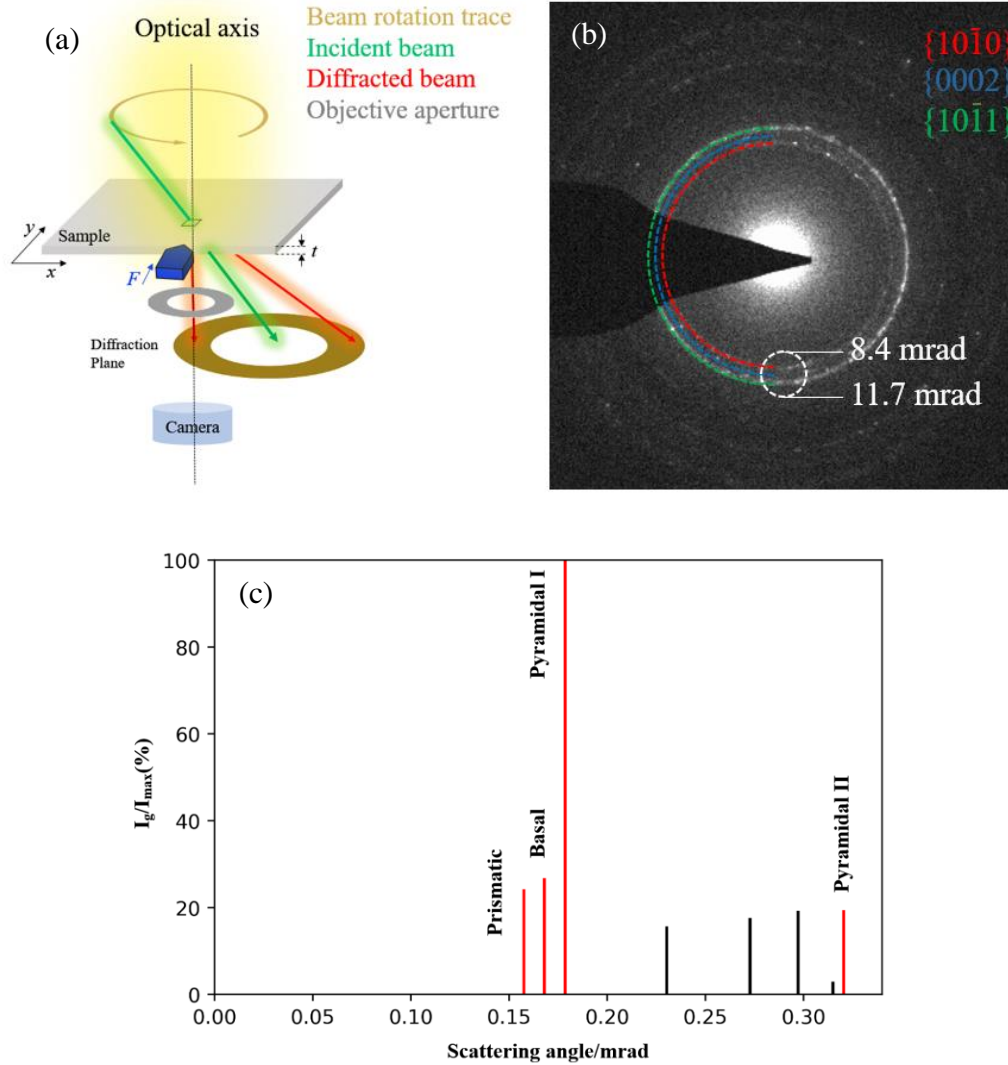 (a)
Optical axis
Beam rotation trace
Incident beam
Diffracted beam
Objective aperture
y
Sample
x
F
t
Diffraction
Plane
Camera
(b)
{101̄0}
{0002}
{101̄1}
8.4 mrad
11.7 mrad
(c)
I_g/I_max(%)
100
80
60
40
20
0
Prismatic
Basal
Pyramidal I
Pyramidal II
0.00 0.05 0.10 0.15 0.20 0.25 0.30
Scattering angle/mrad